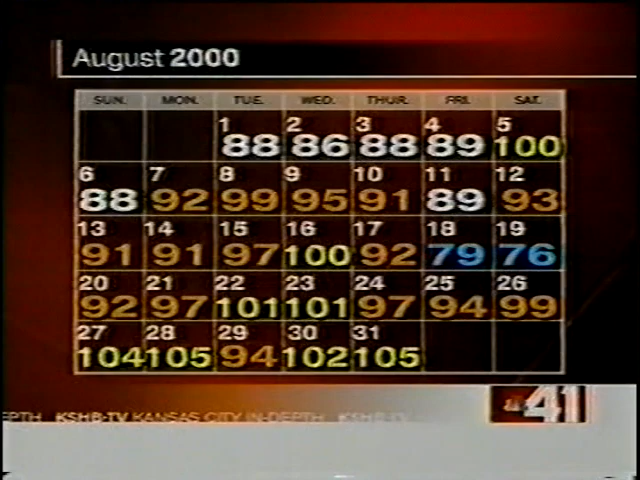 August 2000
SUN. MON. TUE. WED. THUR. FRI. SAT.
1 2 3 4 5
88 86 88 89 100
6 7 8 9 10 11 12
88 92 99 95 91 89 93
13 14 15 16 17 18 19
91 91 97 100 92 79 76
20 21 22 23 24 25 26
92 97 101 101 97 94 99
27 28 29 30 31
104 105 94 102 105
41
EPTH KSHB-TV KANSAS CITY IN-DEPTH KSHB-TV